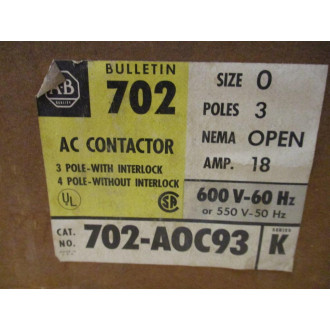 A-B
QUALITY
BULLETIN
702
AC CONTACTOR
3 POLE-WITH INTERLOCK
4 POLE-WITHOUT INTERLOCK
UL
SA
SIZE 0
POLES 3
NEMA OPEN
AMP. 18
600 V-60 Hz
or 550 V-50 Hz
CAT. NO. 702-AOC93
SERIES K